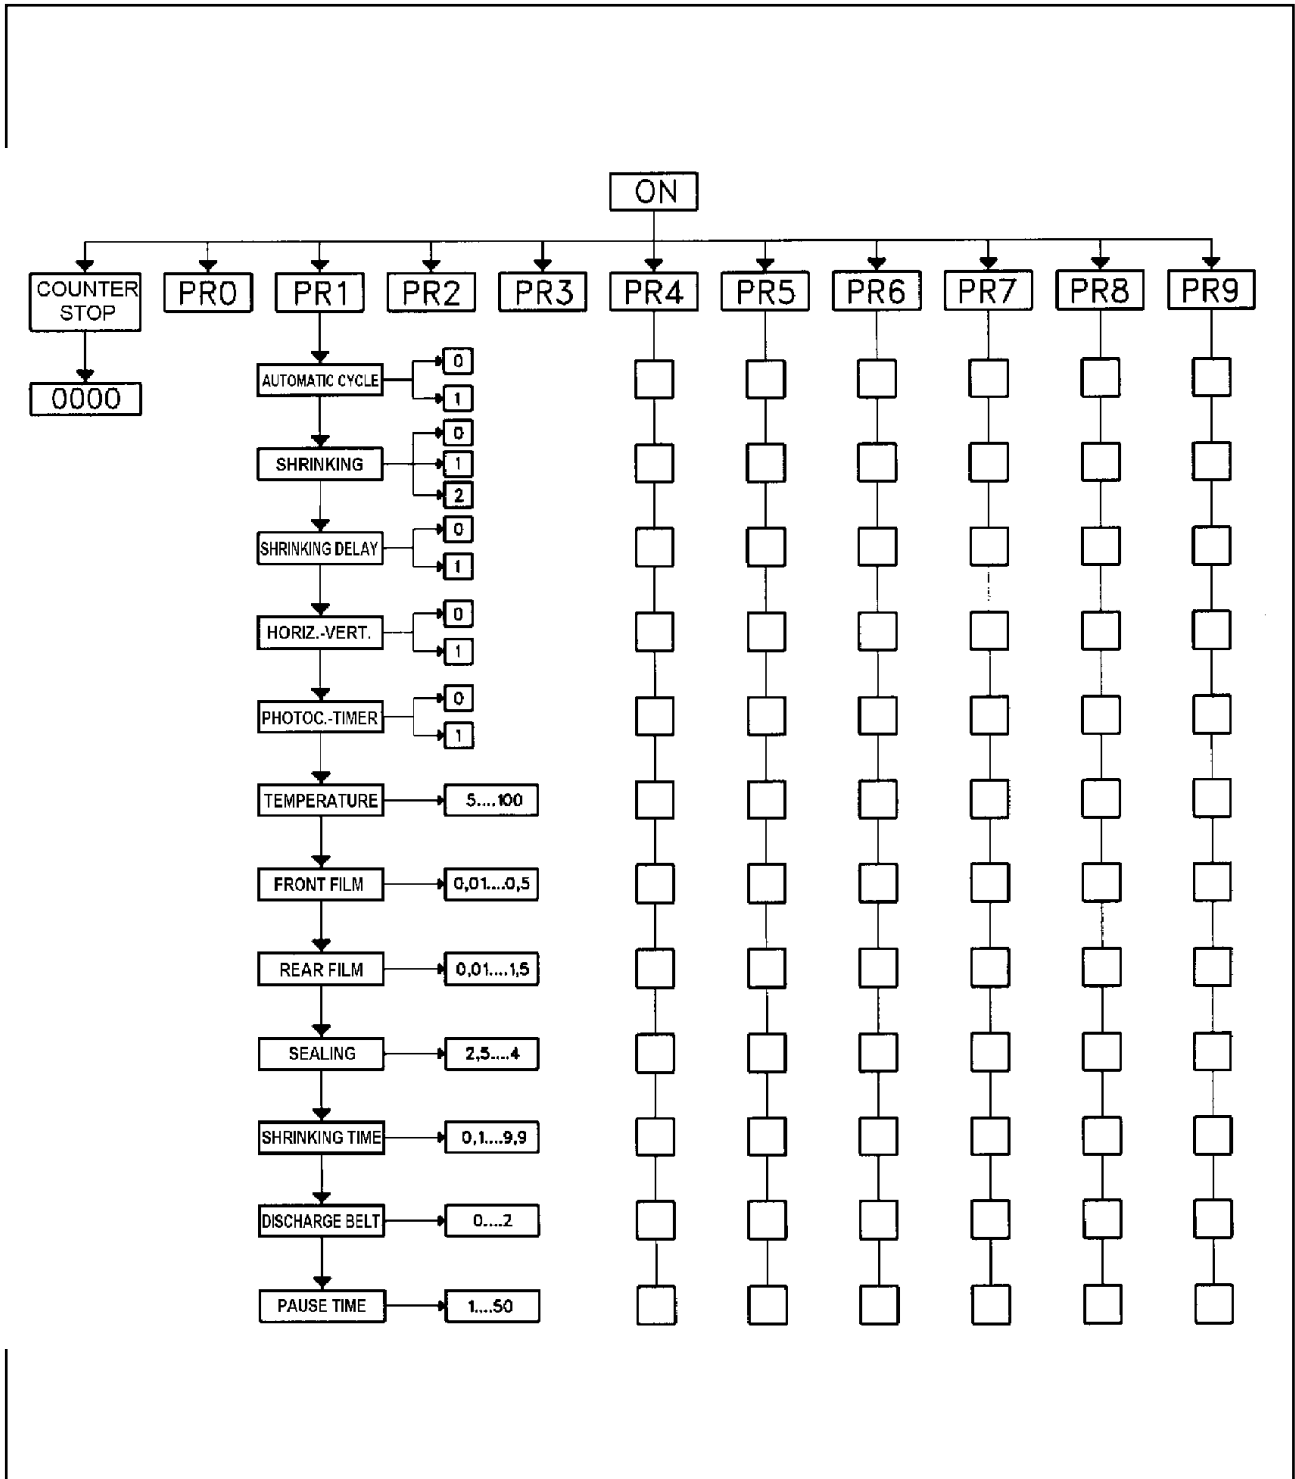 ON
COUNTER
STOP
PR0 PR1 PR2 PR3 PR4 PR5 PR6 PR7 PR8 PR9
0000
AUTOMATIC CYCLE
0
1
SHRINKING
0
1
2
SHRINKING DELAY
0
1
HORIZ.-VERT.
0
1
PHOTOC.-TIMER
0
1
TEMPERATURE 5....100
FRONT FILM 0,01....0,5
REAR FILM 0,01....1,5
SEALING 2,5....4
SHRINKING TIME 0,1....9,9
DISCHARGE BELT 0....2
PAUSE TIME 1....50